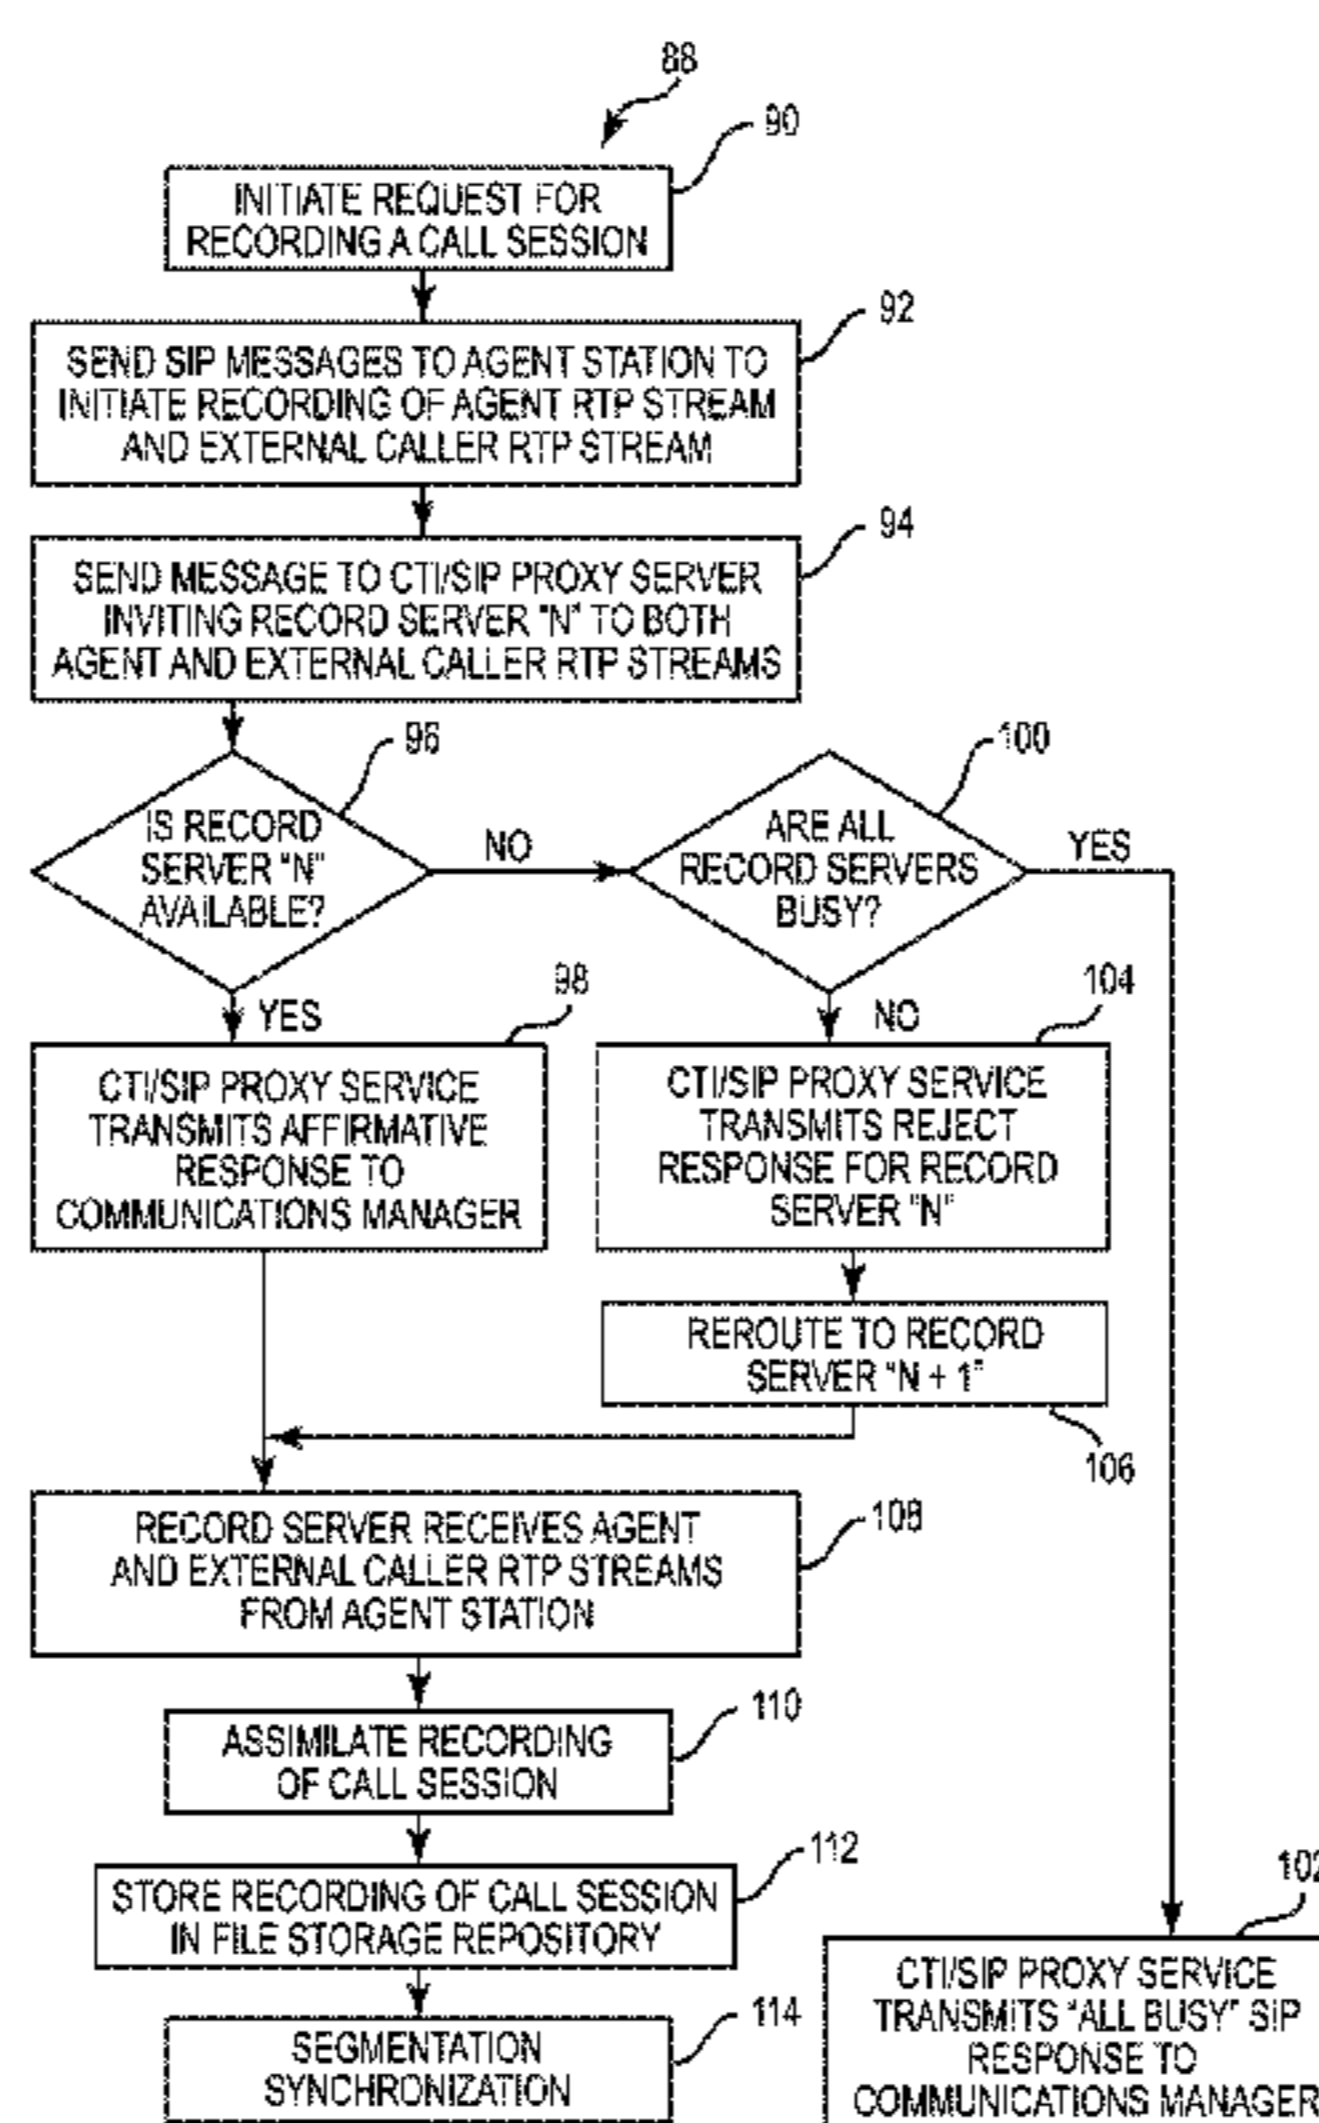 88
90
INITIATE REQUEST FOR
RECORDING A CALL SESSION
92
SEND SIP MESSAGES TO AGENT STATION TO
INITIATE RECORDING OF AGENT RTP STREAM
AND EXTERNAL CALLER RTP STREAM
94
SEND MESSAGE TO CTI/SIP PROXY SERVER
INVITING RECORD SERVER "N" TO BOTH
AGENT AND EXTERNAL CALLER RTP STREAMS
96
IS RECORD
SERVER "N"
AVAILABLE?
NO
100
ARE ALL
RECORD SERVERS
BUSY?
YES
YES
98
CTI/SIP PROXY SERVICE
TRANSMITS AFFIRMATIVE
RESPONSE TO
COMMUNICATIONS MANAGER
NO
104
CTI/SIP PROXY SERVICE
TRANSMITS REJECT
RESPONSE FOR RECORD
SERVER "N"
REROUTE TO RECORD
SERVER "N + 1"
106
RECORD SERVER RECEIVES AGENT
AND EXTERNAL CALLER RTP STREAMS
FROM AGENT STATION
108
110
ASSIMILATE RECORDING
OF CALL SESSION
112
STORE RECORDING OF CALL SESSION
IN FILE STORAGE REPOSITORY
114
SEGMENTATION
SYNCHRONIZATION
102
CTI/SIP PROXY SERVICE
TRANSMITS "ALL BUSY" SIP
RESPONSE TO
COMMUNICATIONS MANAGER